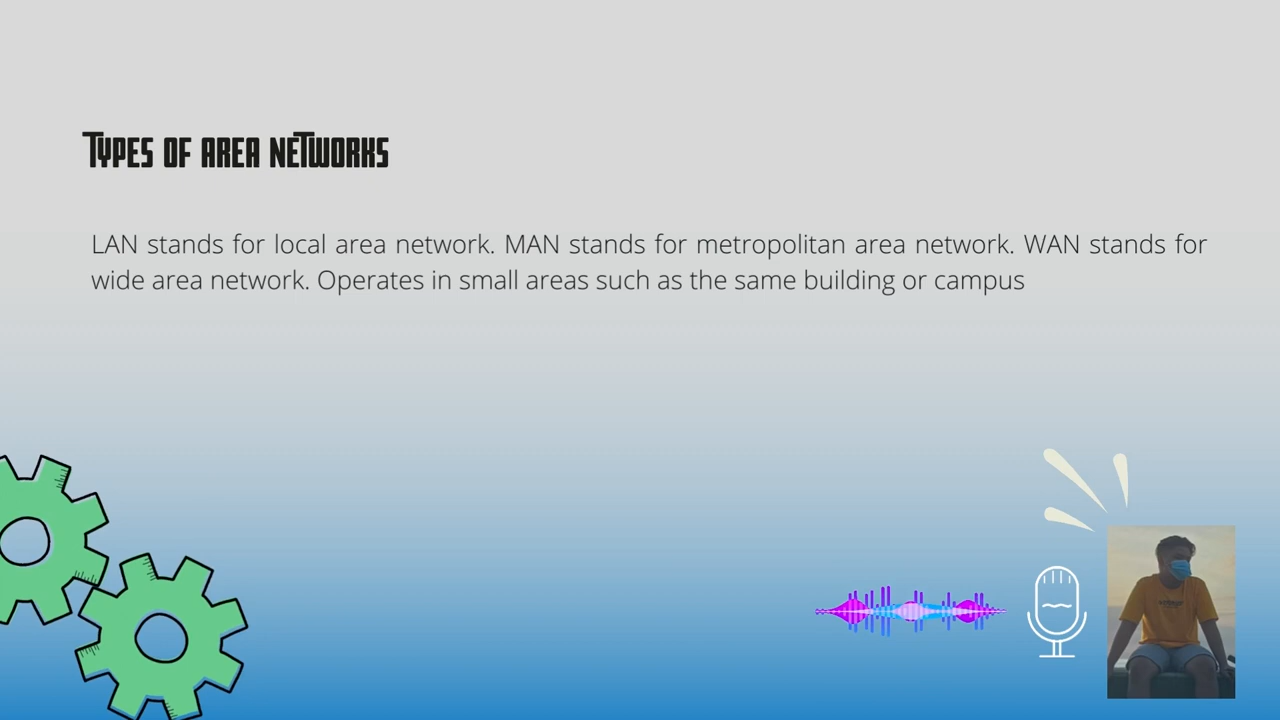 Types of area networks
LAN stands for local area network. MAN stands for metropolitan area network. WAN stands for
wide area network. Operates in small areas such as the same building or campus